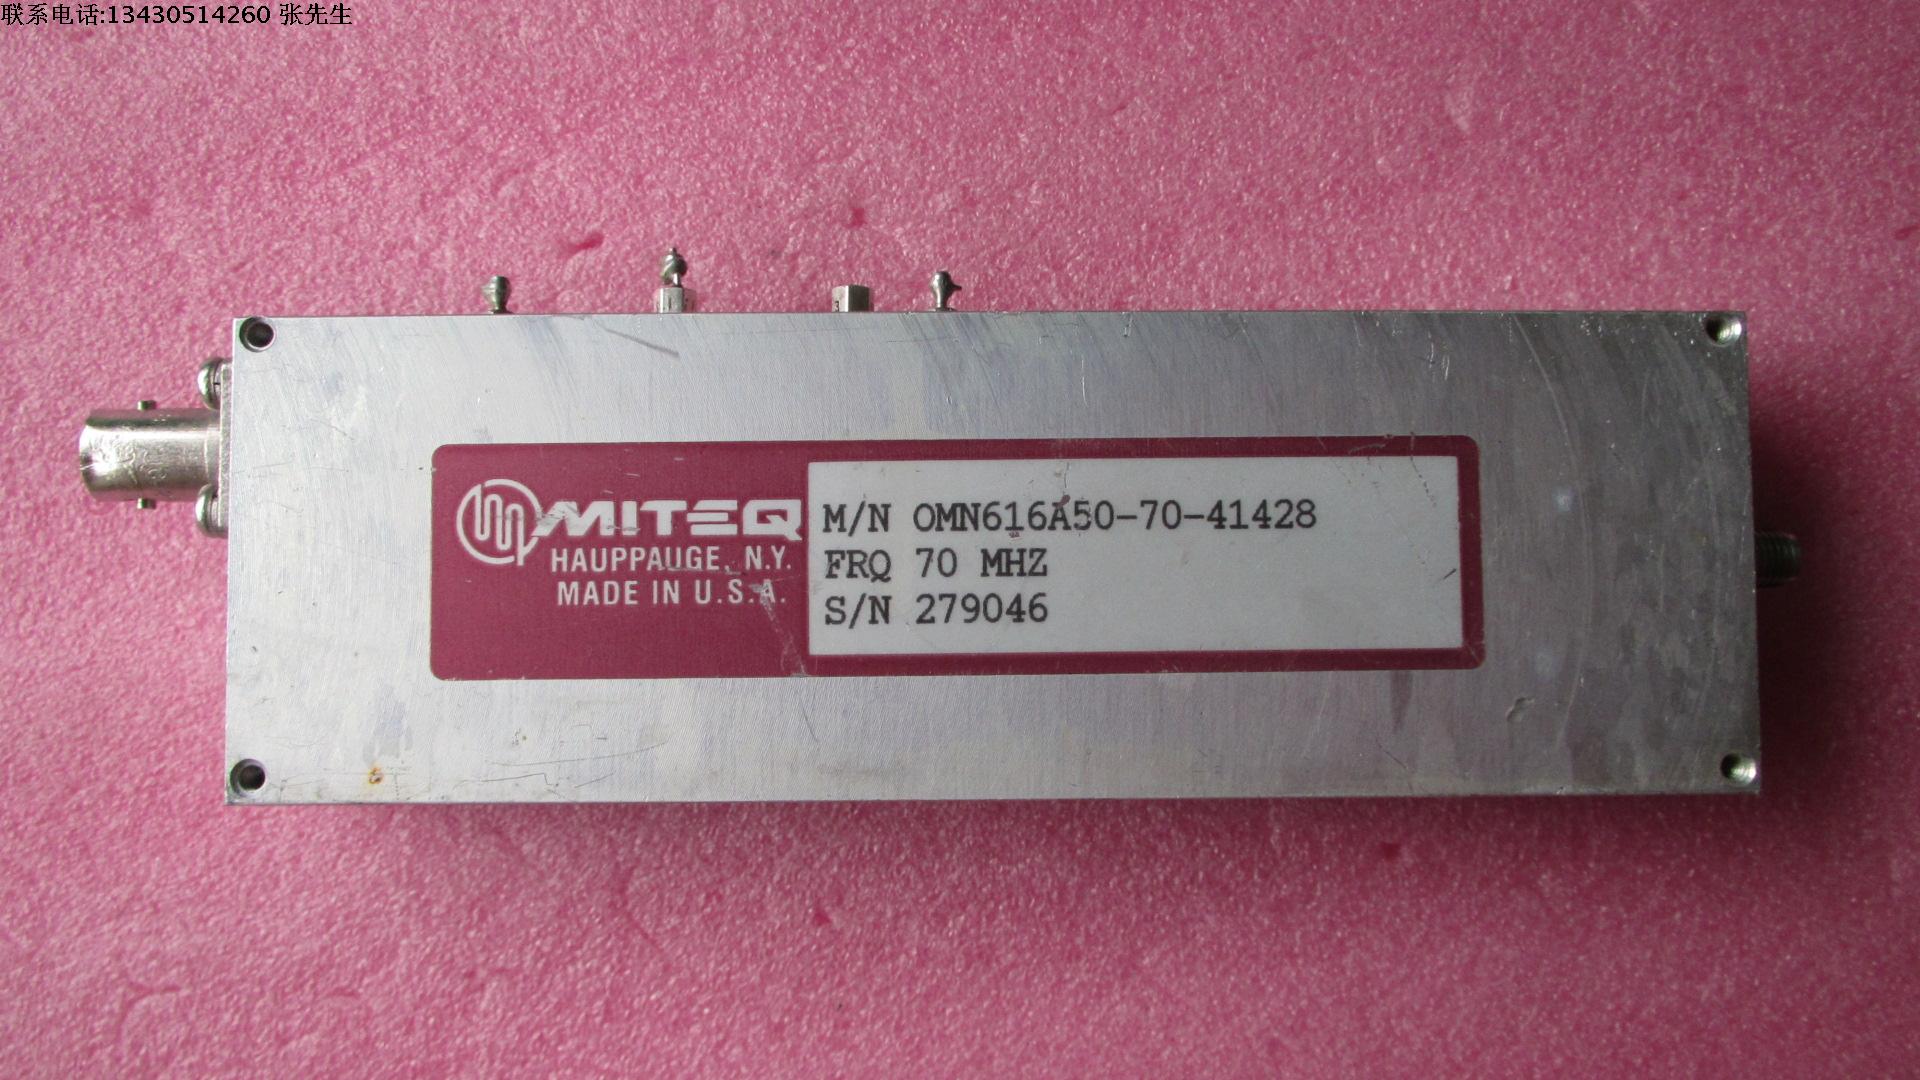 联系电话:13430514260 张先生
MITEQ
HAUPPAUGE, N.Y.
MADE IN U.S.A.
M/N OMN616A50-70-41428
FRQ 70 MHZ
S/N 279046